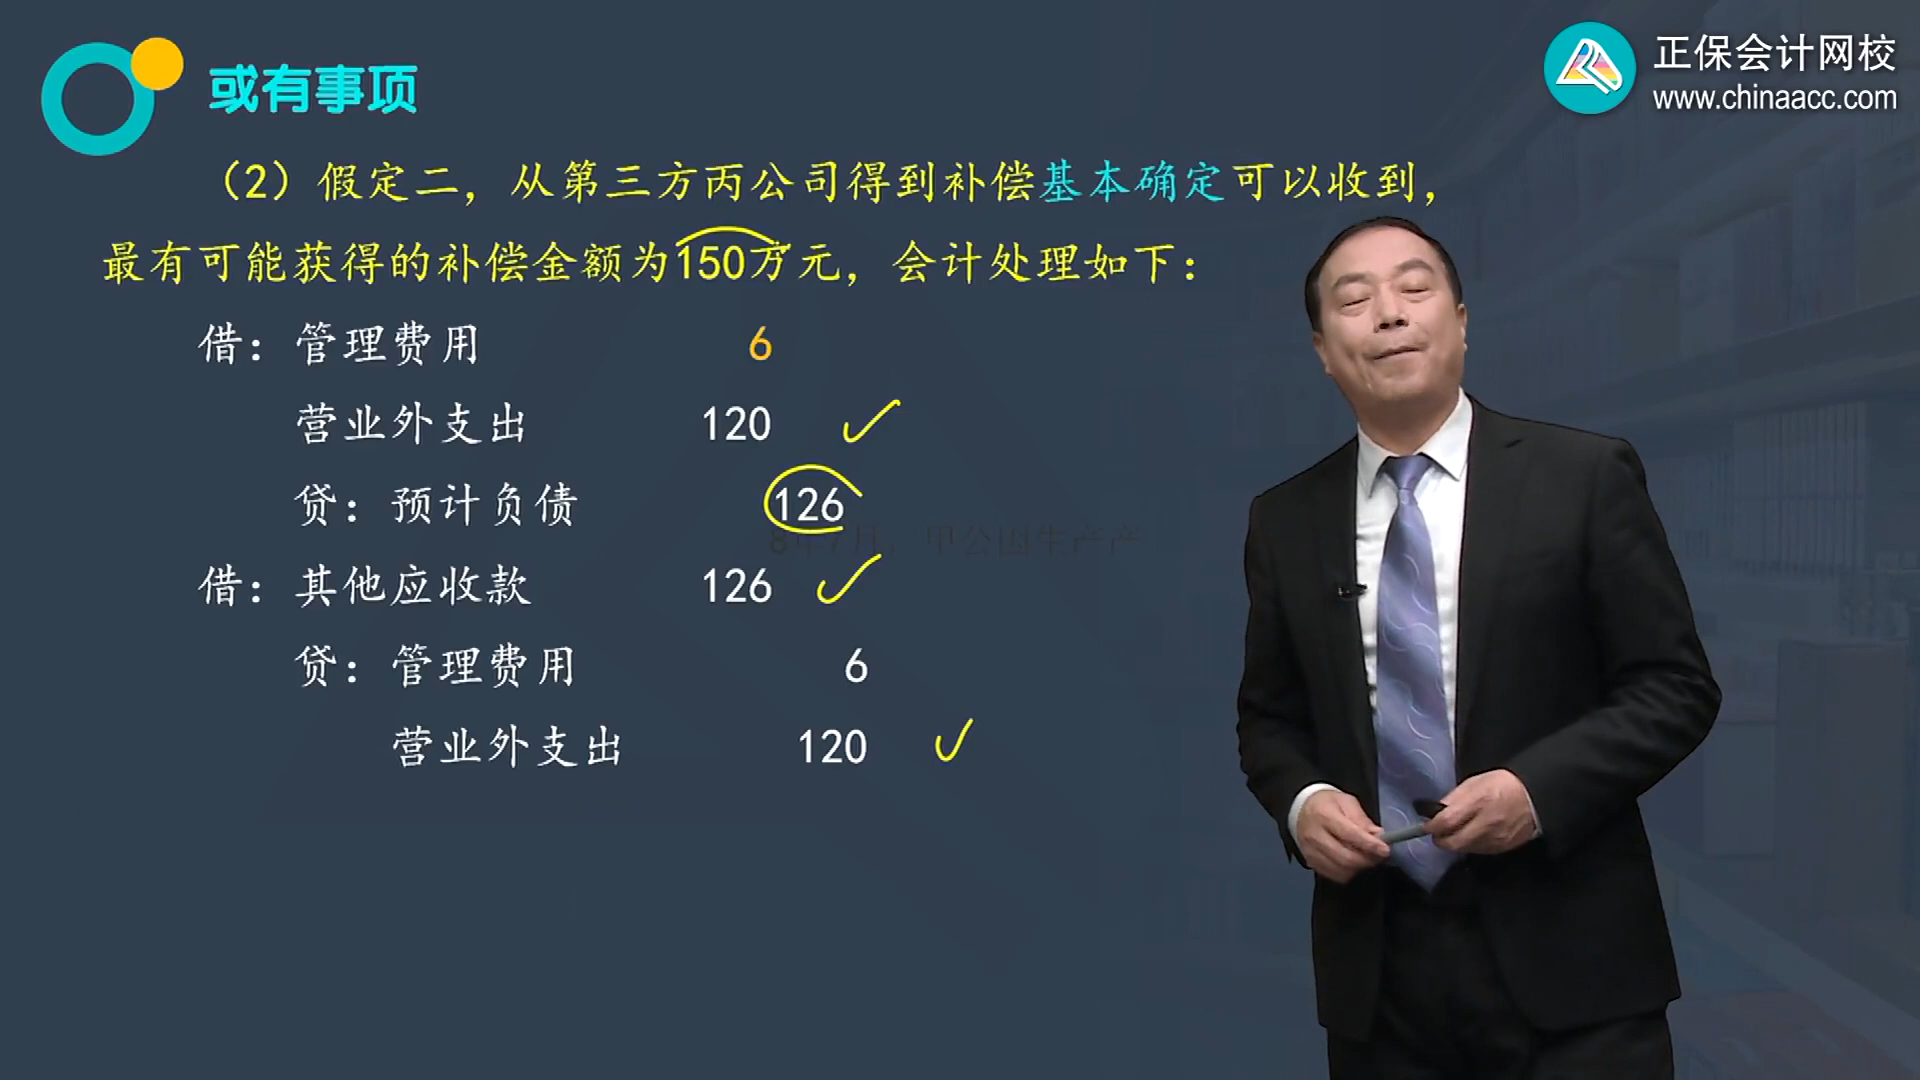 或有事项
正保会计网校
www.chinaacc.com
（2）假定二，从第三方丙公司得到补偿基本确定可以收到，
最有可能获得的补偿金额为150万元，会计处理如下：
借：管理费用 6
营业外支出 120
贷：预计负债 126
借：其他应收款 126
贷：管理费用 6
营业外支出 120